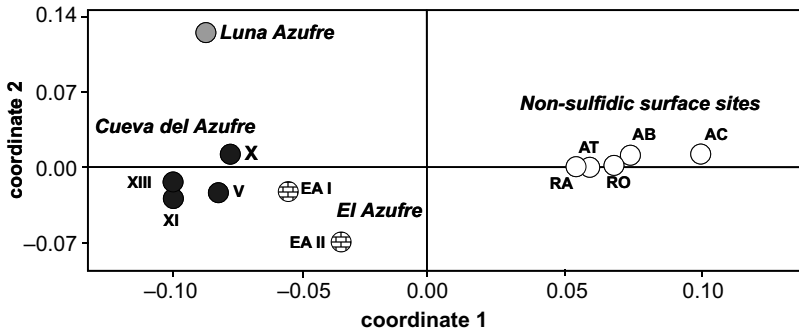 0.14
Luna Azufre
0.07
coordinate 2
Non-sulfidic surface sites
Cueva del Azufre
X
AT
AB
AC
0.00
XIII
V
EA I
RA
RO
XI
El Azufre
EA II
–0.07
–0.10
–0.05
0.00
0.05
0.10
coordinate 1